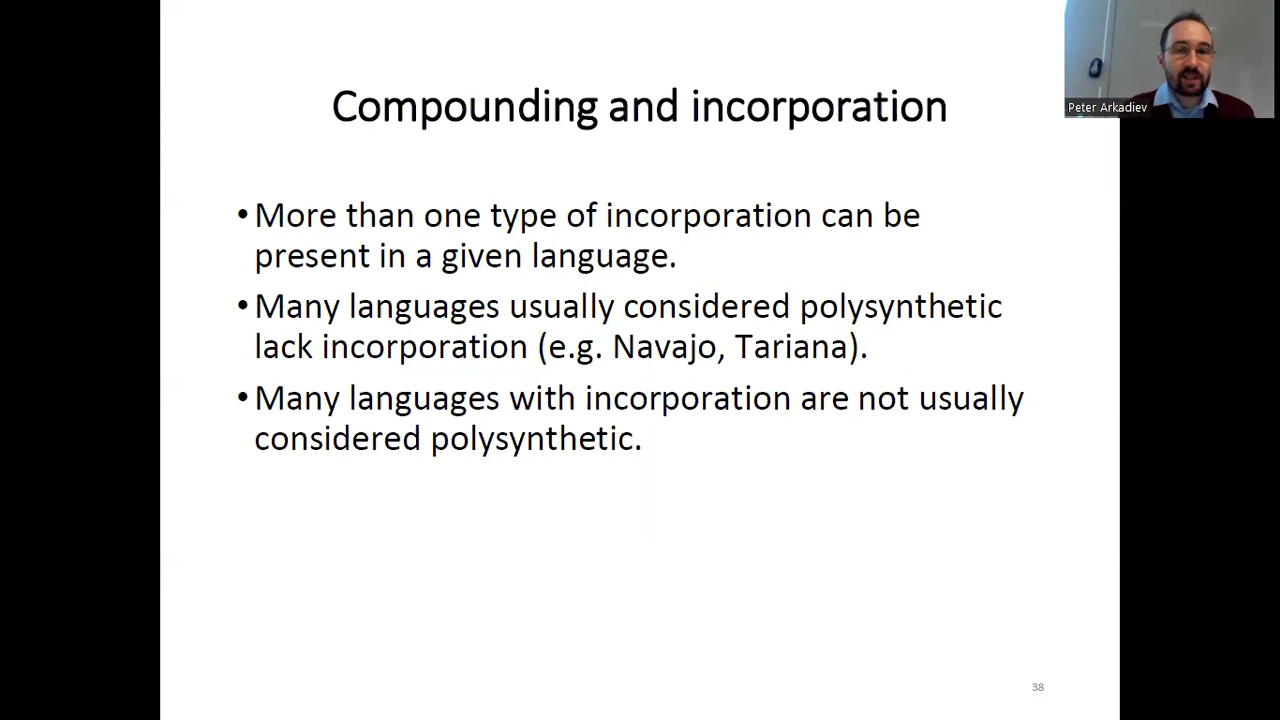 Peter Arkadiev
Compounding and incorporation
• More than one type of incorporation can be
present in a given language.
• Many languages usually considered polysynthetic
lack incorporation (e.g. Navajo, Tariana).
• Many languages with incorporation are not usually
considered polysynthetic.
38